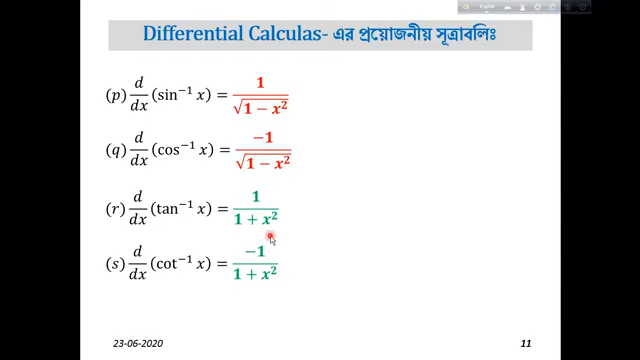 English
Differential Calculas- এর প্রয়োজনীয় সূত্রাবলিঃ
(p) d/dx (sin⁻¹ x) = 1/√(1 − x²)
(q) d/dx (cos⁻¹ x) = −1/√(1 − x²)
(r) d/dx (tan⁻¹ x) = 1/(1 + x²)
(s) d/dx (cot⁻¹ x) = −1/(1 + x²)
23-06-2020 11